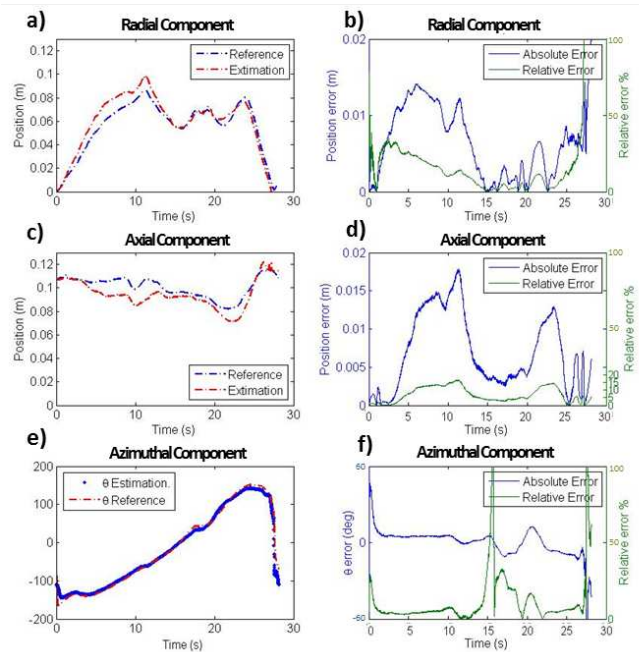 a) Radial Component
0.12
0.1
0.08
0.06
0.04
0.02
0
Position (m)
Reference
Extimation
0 10 20 30
Time (s)
b) Radial Component
0.02
0.01
0
Position error (m)
Absolute Error
Relative Error
100
50
0
Relative error %
0 5 10 15 20 25 30
Time (s)
c) Axial Component
0.12
0.1
0.08
0.06
0.04
0.02
0
Position (m)
Reference
Extimation
0 10 20 30
Time (s)
d) Axial Component
0.02
0.015
0.01
0.005
0
Position error (m)
Absolute Error
Relative Error
100
50
20
15
10
5
0
Relative error %
0 5 10 15 20 25 30
Time (s)
e) Azimuthal Component
200
100
0
-100
-200
θ Estimation.
θ Reference
0 10 20 30
Time (s)
f) Azimuthal Component
60
0
-60
θ error (deg)
Absolute Error
Relative Error
100
50
0
Relative error %
0 5 10 15 20 25 30
Time (s)